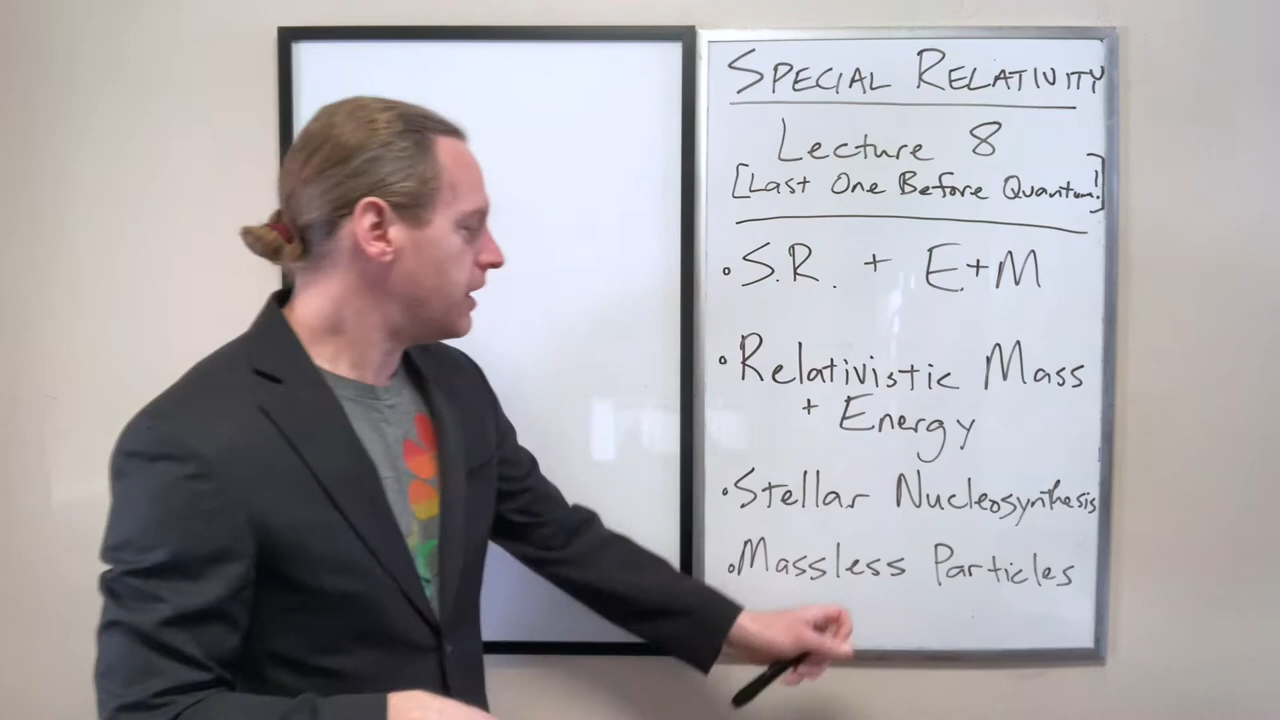 SPECIAL RELATIVITY
Lecture 8
[Last One Before Quantum!]
• S.R. + E+M
• Relativistic Mass
+ Energy
• Stellar Nucleosynthesis
• Massless Particles